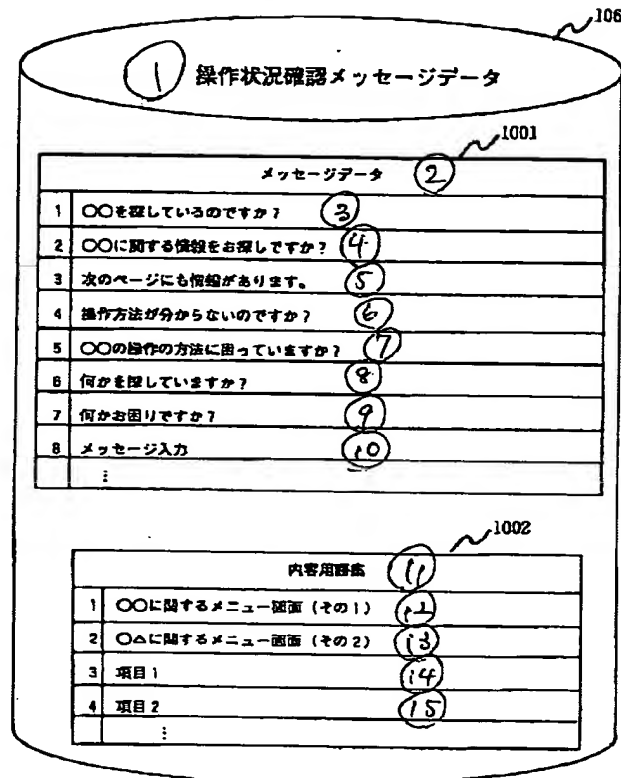 106
① 操作状況確認メッセージデータ
1001
メッセージデータ ②
1 〇〇を探しているのですか？ ③
2 〇〇に関する情報をお探しですか？ ④
3 次のページにも情報があります。 ⑤
4 操作方法が分からないのですか？ ⑥
5 〇〇の操作の方法に困っていますか？ ⑦
6 何かを探していますか？ ⑧
7 何かお困りですか？ ⑨
8 メッセージ入力 ⑩
⋮
1002
内容用語集 ⑪
1 〇〇に関するメニュー画面（その1） ⑫
2 〇△に関するメニュー画面（その2） ⑬
3 項目1 ⑭
4 項目2 ⑮
⋮